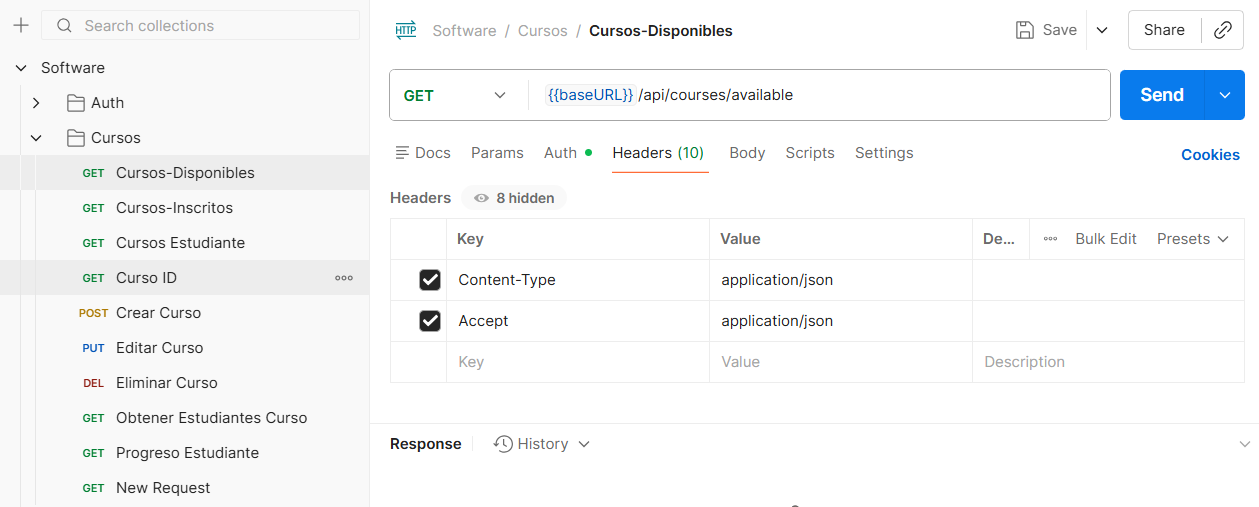 Search collections
Software
Auth
Cursos
GET Cursos-Disponibles
GET Cursos-Inscritos
GET Cursos Estudiante
GET Curso ID
POST Crear Curso
PUT Editar Curso
DEL Eliminar Curso
GET Obtener Estudiantes Curso
GET Progreso Estudiante
GET New Request
HTTP Software / Cursos / Cursos-Disponibles Save Share
GET {{baseURL}} /api/courses/available Send
Docs Params Auth Headers (10) Body Scripts Settings Cookies
Headers 8 hidden
Key Value De... Bulk Edit Presets
Content-Type application/json
Accept application/json
Key Value Description
Response History